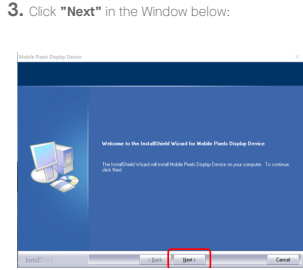 3. Click "Next" in the Window below:
Mobile Pixels Display Device
Welcome to the InstallShield Wizard for Mobile Pixels Display Device
The InstallShield Wizard will install Mobile Pixels Display Device on your computer. To continue,
click Next
InstallShield
< Back
Next >
Cancel